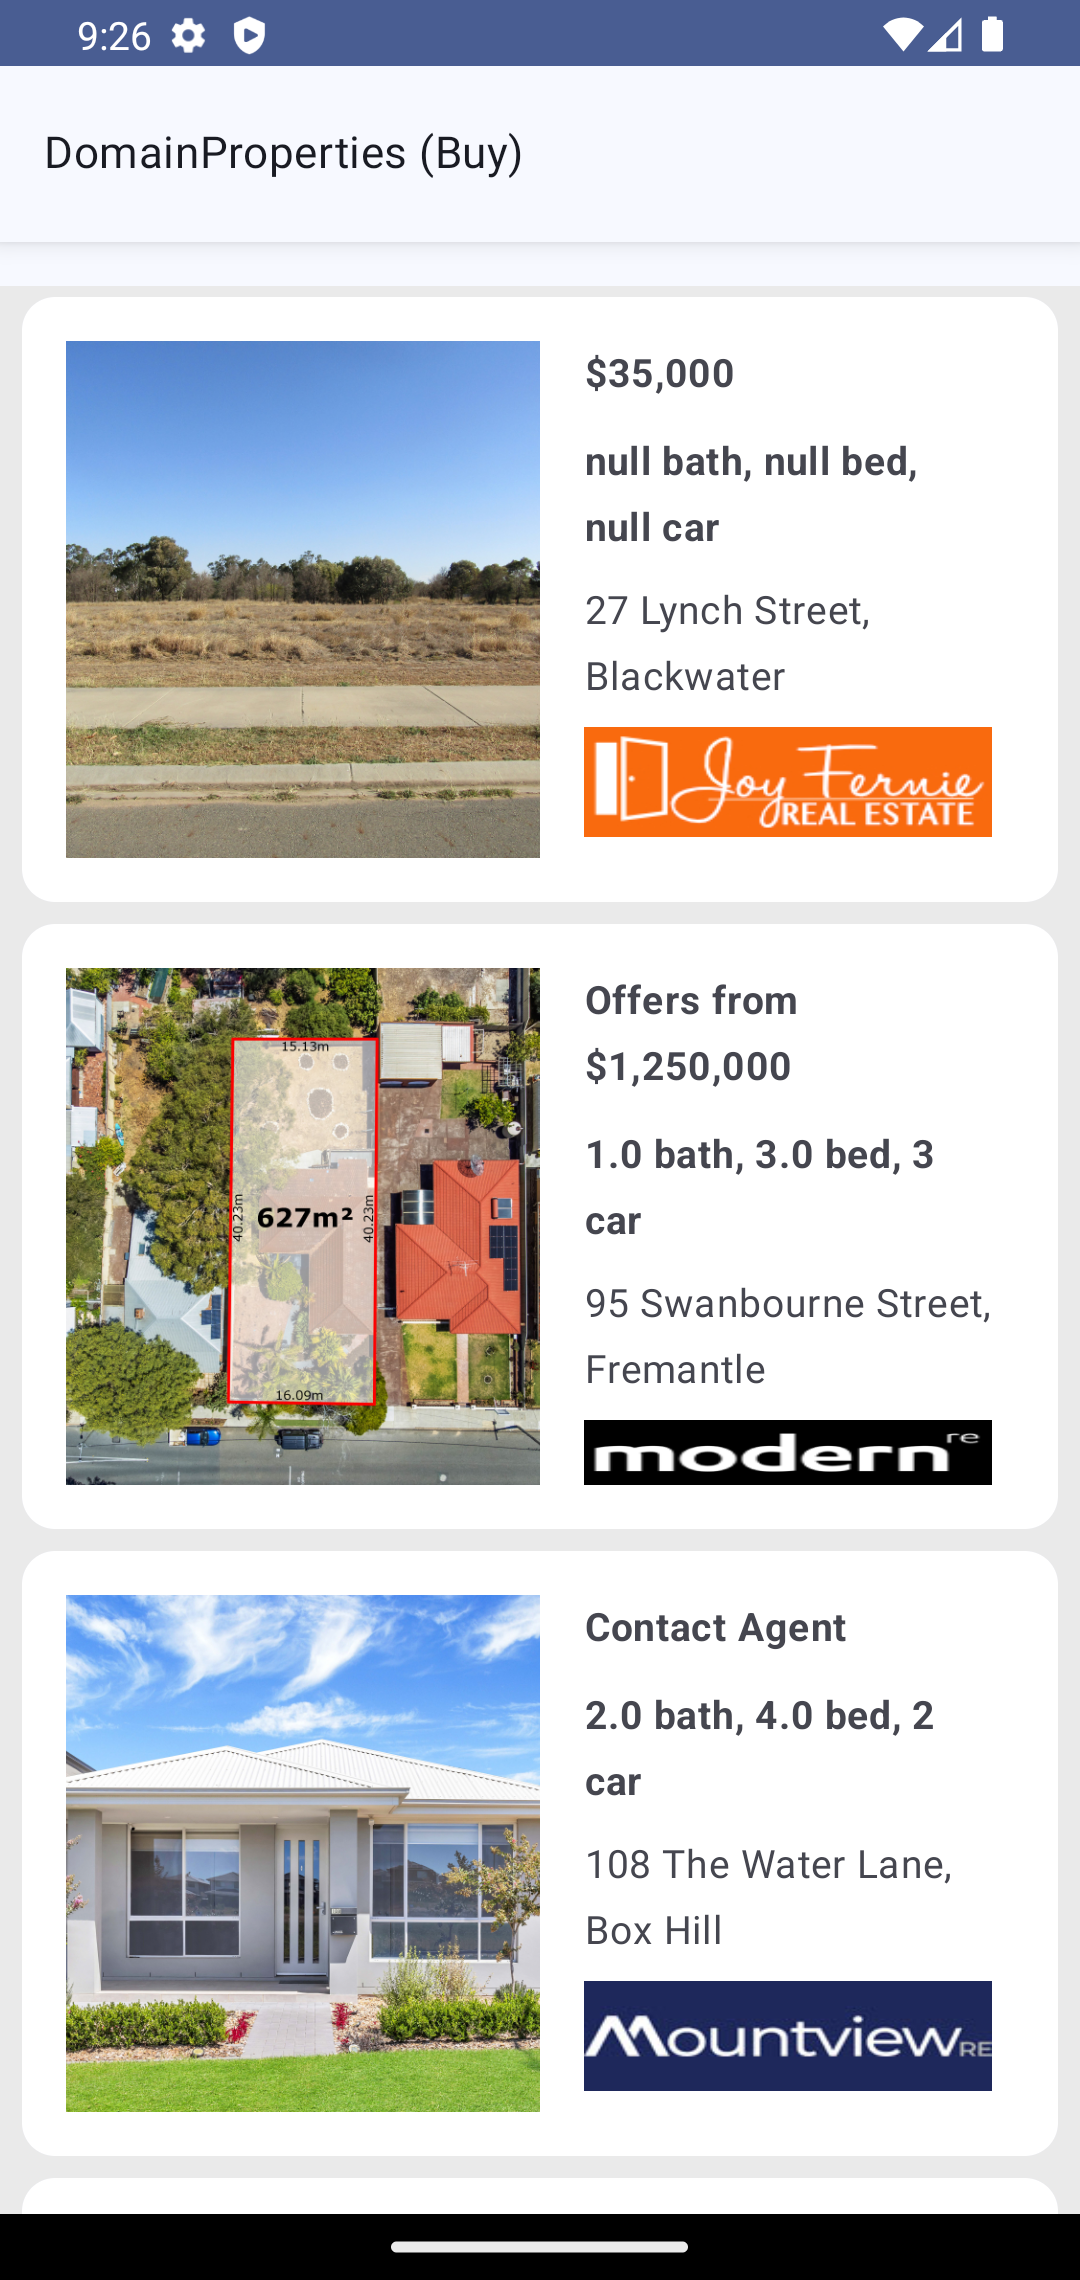 9:26
DomainProperties (Buy)
$35,000
null bath, null bed,
null car
27 Lynch Street,
Blackwater
Joy Fernie
REAL ESTATE
Offers from
$1,250,000
1.0 bath, 3.0 bed, 3
car
95 Swanbourne Street,
Fremantle
15.13m
40.23m
627m²
40.23m
16.09m
modern re
Contact Agent
2.0 bath, 4.0 bed, 2
car
108 The Water Lane,
Box Hill
Mountview RE